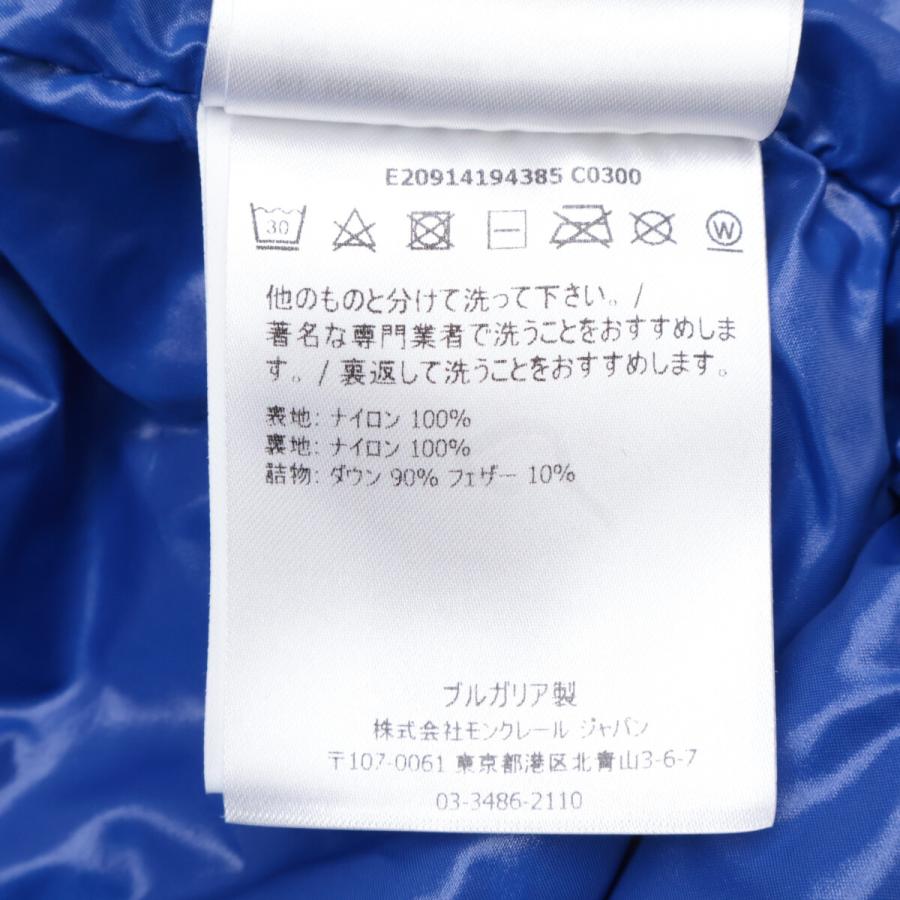 E20914194385 C0300
30
W
他のものと分けて洗って下さい。/
著名な専門業者で洗うことをおすすめしま
す。/ 裏返して洗うことをおすすめします。
表地: ナイロン 100%
裏地: ナイロン 100%
詰物: ダウン 90% フェザー 10%
ブルガリア製
株式会社モンクレール ジャパン
〒107-0061 東京都港区北青山3-6-7
03-3486-2110